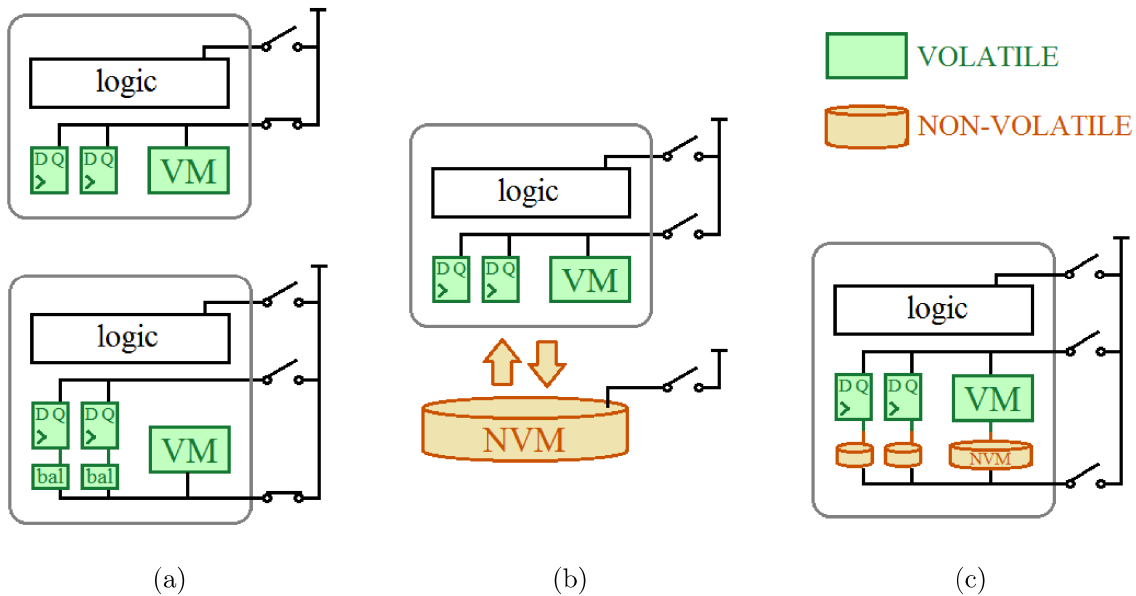 logic
D Q D Q VM
logic
D Q D Q VM
bal bal
(a)
logic
D Q D Q VM
NVM
(b)
VOLATILE
NON-VOLATILE
logic
D Q D Q VM
NVM
(c)